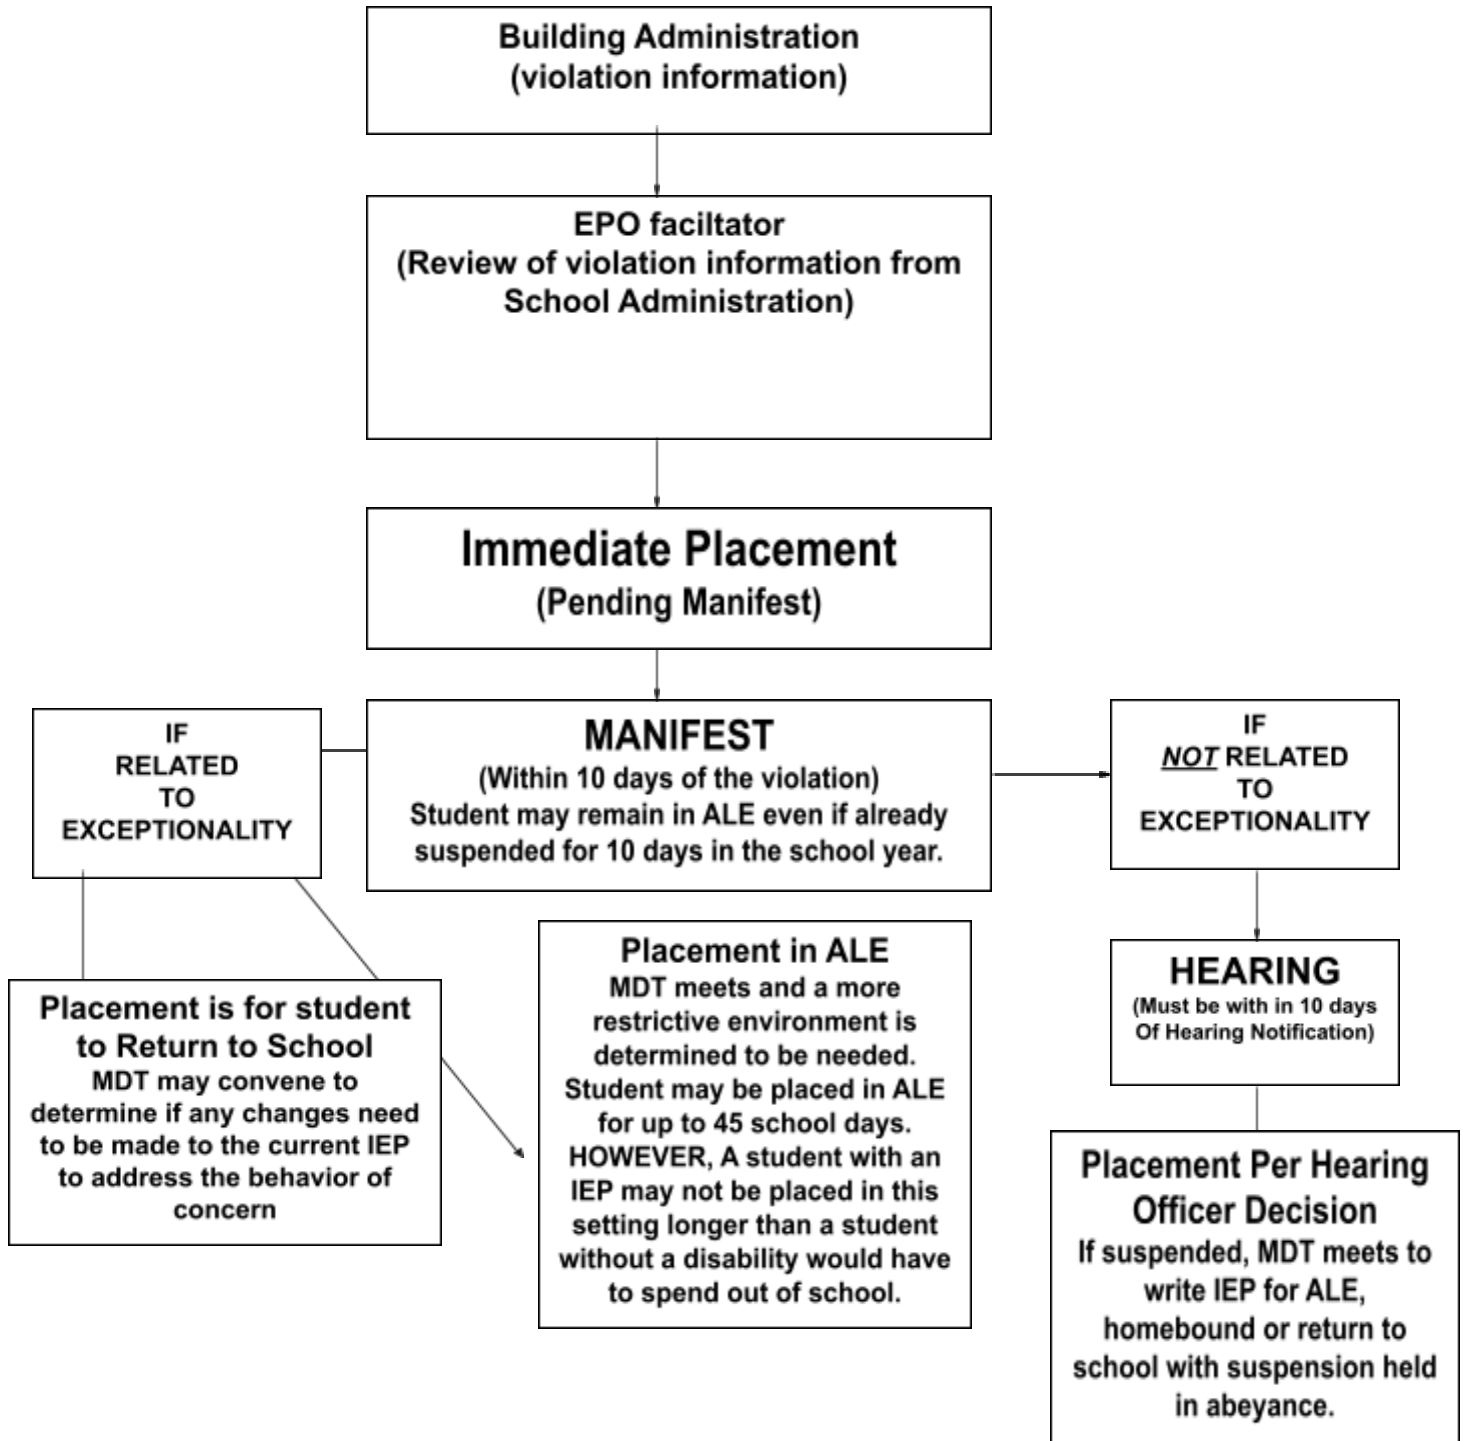 Building Administration
(violation information)
EPO faciltator
(Review of violation information from
School Administration)
Immediate Placement
(Pending Manifest)
IF
RELATED
TO
EXCEPTIONALITY
MANIFEST
(Within 10 days of the violation)
Student may remain in ALE even if already
suspended for 10 days in the school year.
IF
NOT RELATED
TO
EXCEPTIONALITY
Placement is for student
to Return to School
MDT may convene to
determine if any changes need
to be made to the current IEP
to address the behavior of
concern
Placement in ALE
MDT meets and a more
restrictive environment is
determined to be needed.
Student may be placed in ALE
for up to 45 school days.
HOWEVER, A student with an
IEP may not be placed in this
setting longer than a student
without a disability would have
to spend out of school.
HEARING
(Must be with in 10 days
Of Hearing Notification)
Placement Per Hearing
Officer Decision
If suspended, MDT meets to
write IEP for ALE,
homebound or return to
school with suspension held
in abeyance.